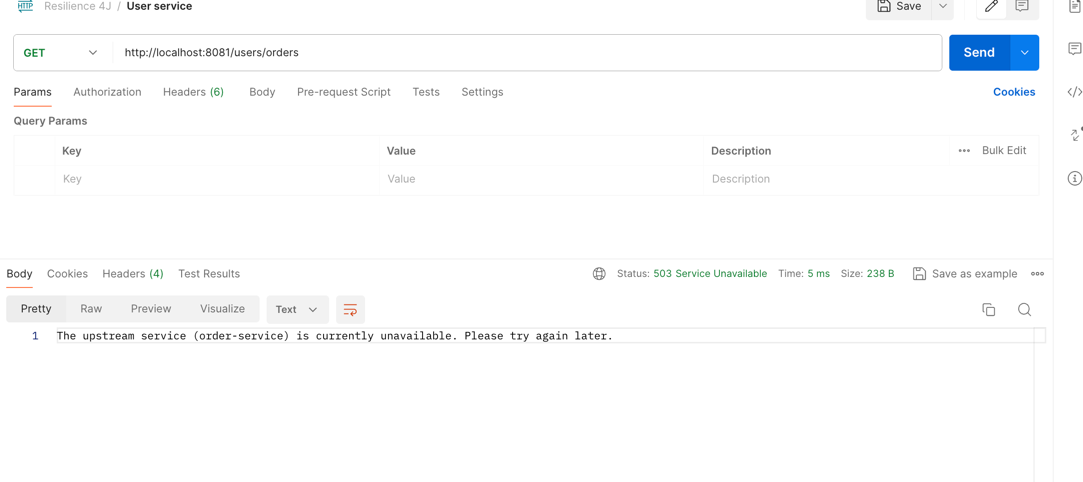 HTTP Resilience 4J / User service Save
GET http://localhost:8081/users/orders Send
Params Authorization Headers (6) Body Pre-request Script Tests Settings Cookies
Query Params
Key Value Description Bulk Edit
Key Value Description
Body Cookies Headers (4) Test Results Status: 503 Service Unavailable Time: 5 ms Size: 238 B Save as example
Pretty Raw Preview Visualize Text
1 The upstream service (order-service) is currently unavailable. Please try again later.